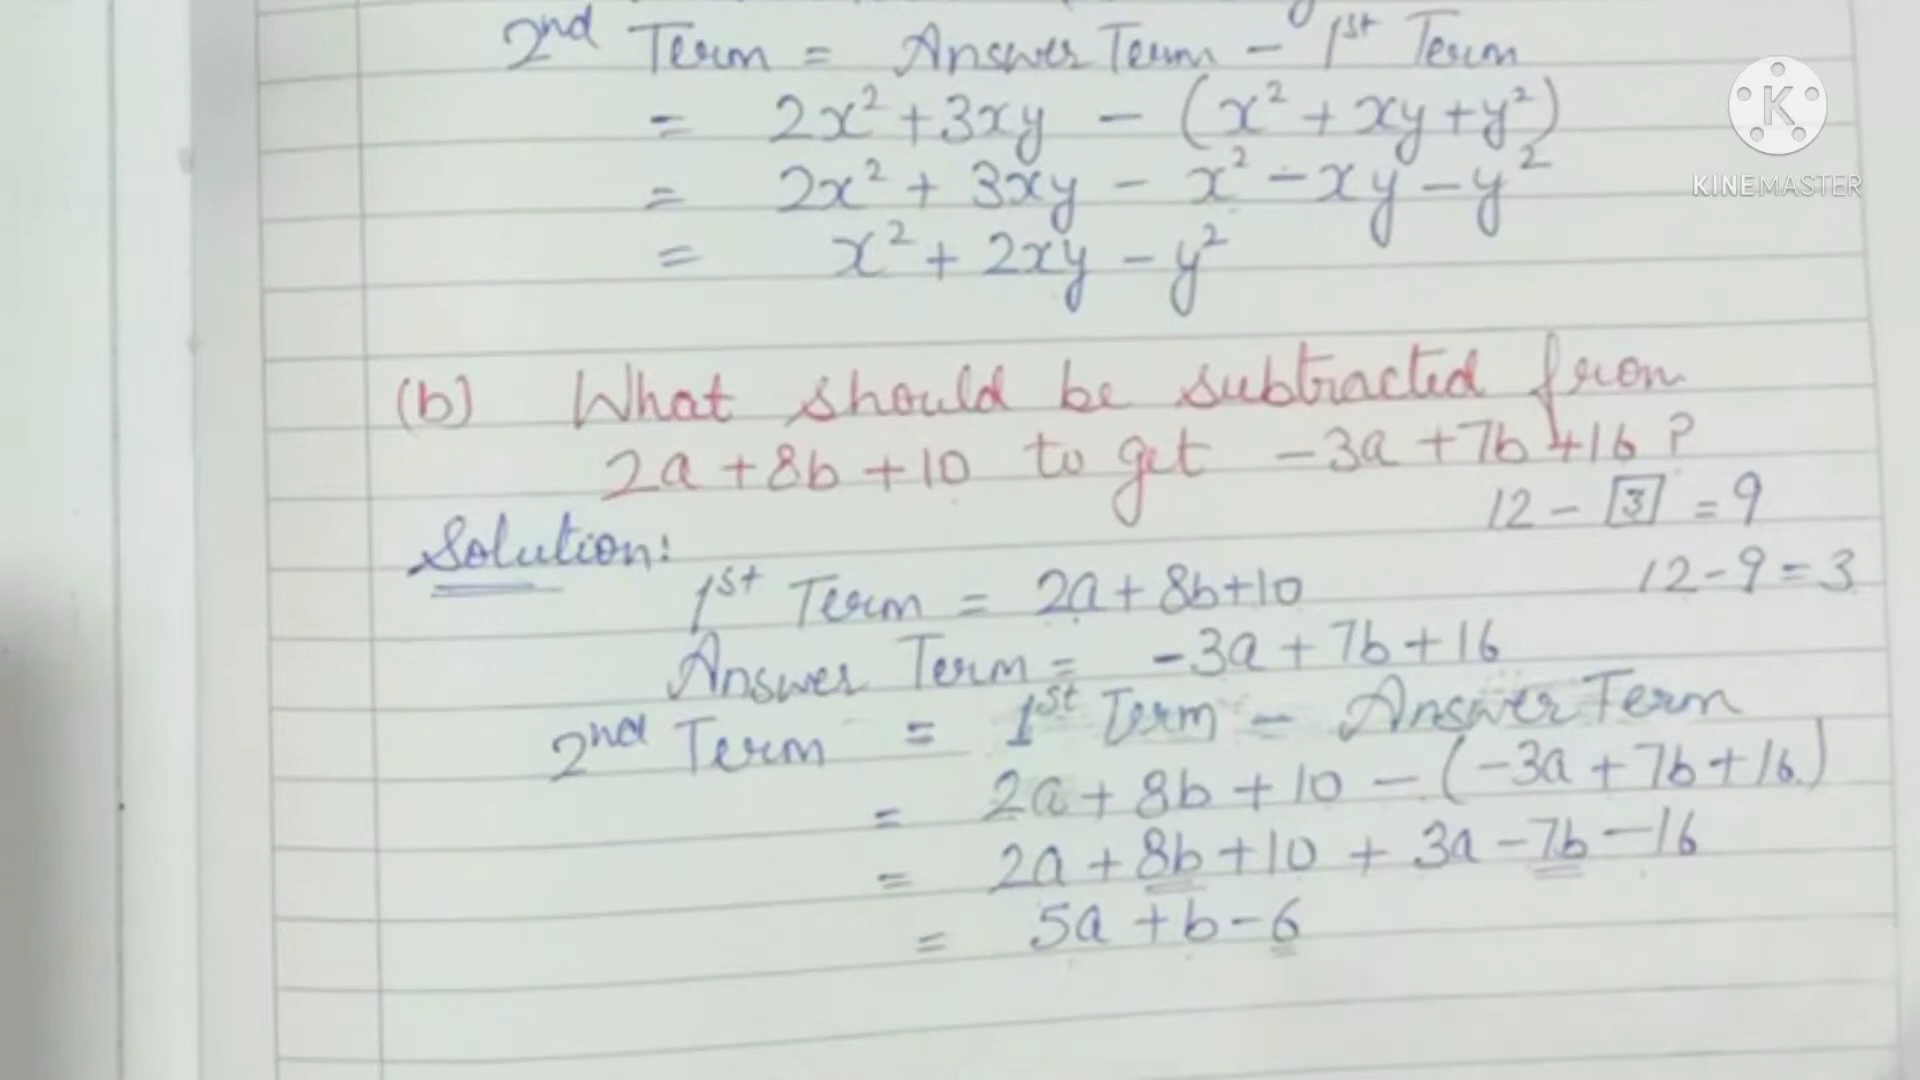 2nd Term = Answer Term - 1st Term
= 2x² + 3xy - (x² + xy + y²)
= 2x² + 3xy - x² - xy - y²
= x² + 2xy - y²
K
KINEMASTER
(b) What should be subtracted from
2a + 8b + 10 to get -3a + 7b + 16 ?
12 - 3 = 9
Solution:
12 - 9 = 3
1st Term = 2a + 8b + 10
Answer Term = -3a + 7b + 16
2nd Term = 1st Term - Answer Term
= 2a + 8b + 10 - (-3a + 7b + 16)
= 2a + 8b + 10 + 3a - 7b - 16
= 5a + b - 6